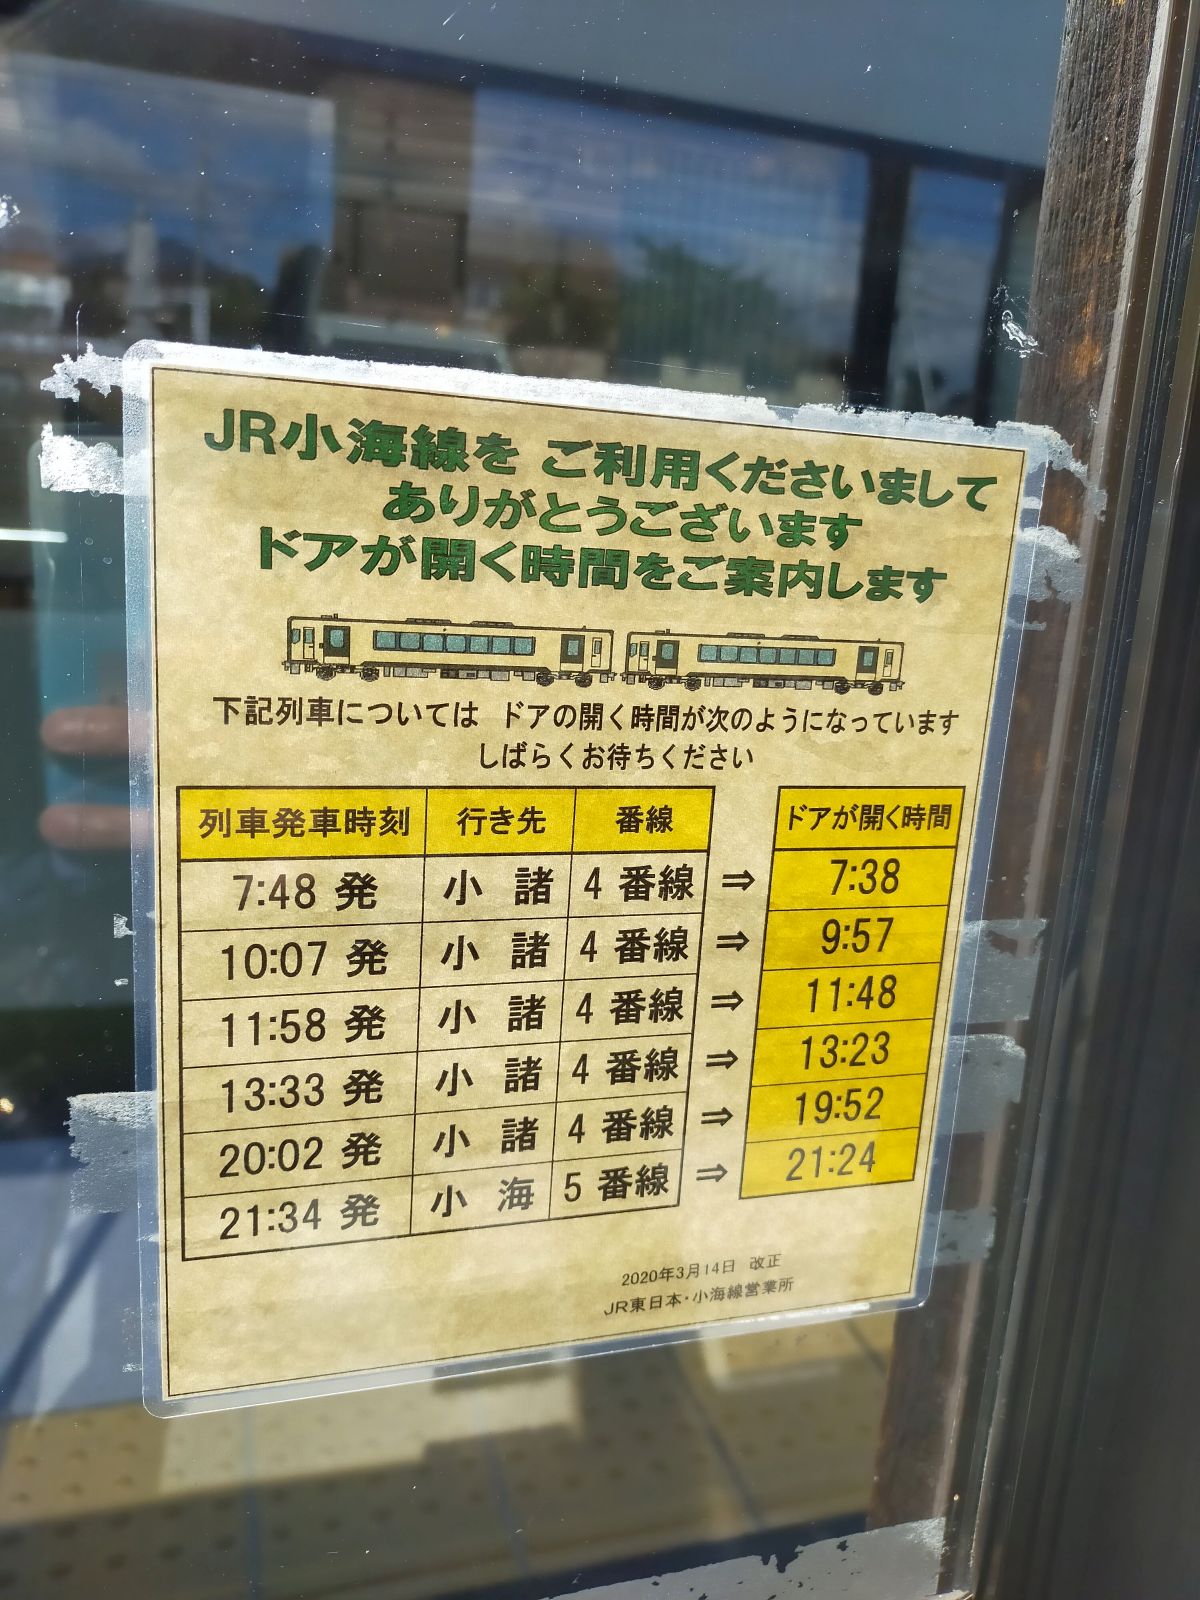 JR小海線を ご利用くださいまして
ありがとうございます
ドアが開く時間をご案内します
下記列車については ドアの開く時間が次のようになっています
しばらくお待ちください
列車発車時刻 行き先 番線 ドアが開く時間
7:48 発 小 諸 4 番線 ⇒ 7:38
10:07 発 小 諸 4 番線 ⇒ 9:57
11:58 発 小 諸 4 番線 ⇒ 11:48
13:33 発 小 諸 4 番線 ⇒ 13:23
20:02 発 小 諸 4 番線 ⇒ 19:52
21:34 発 小 海 5 番線 ⇒ 21:24
2020年3月14日 改正
JR東日本・小海線営業所